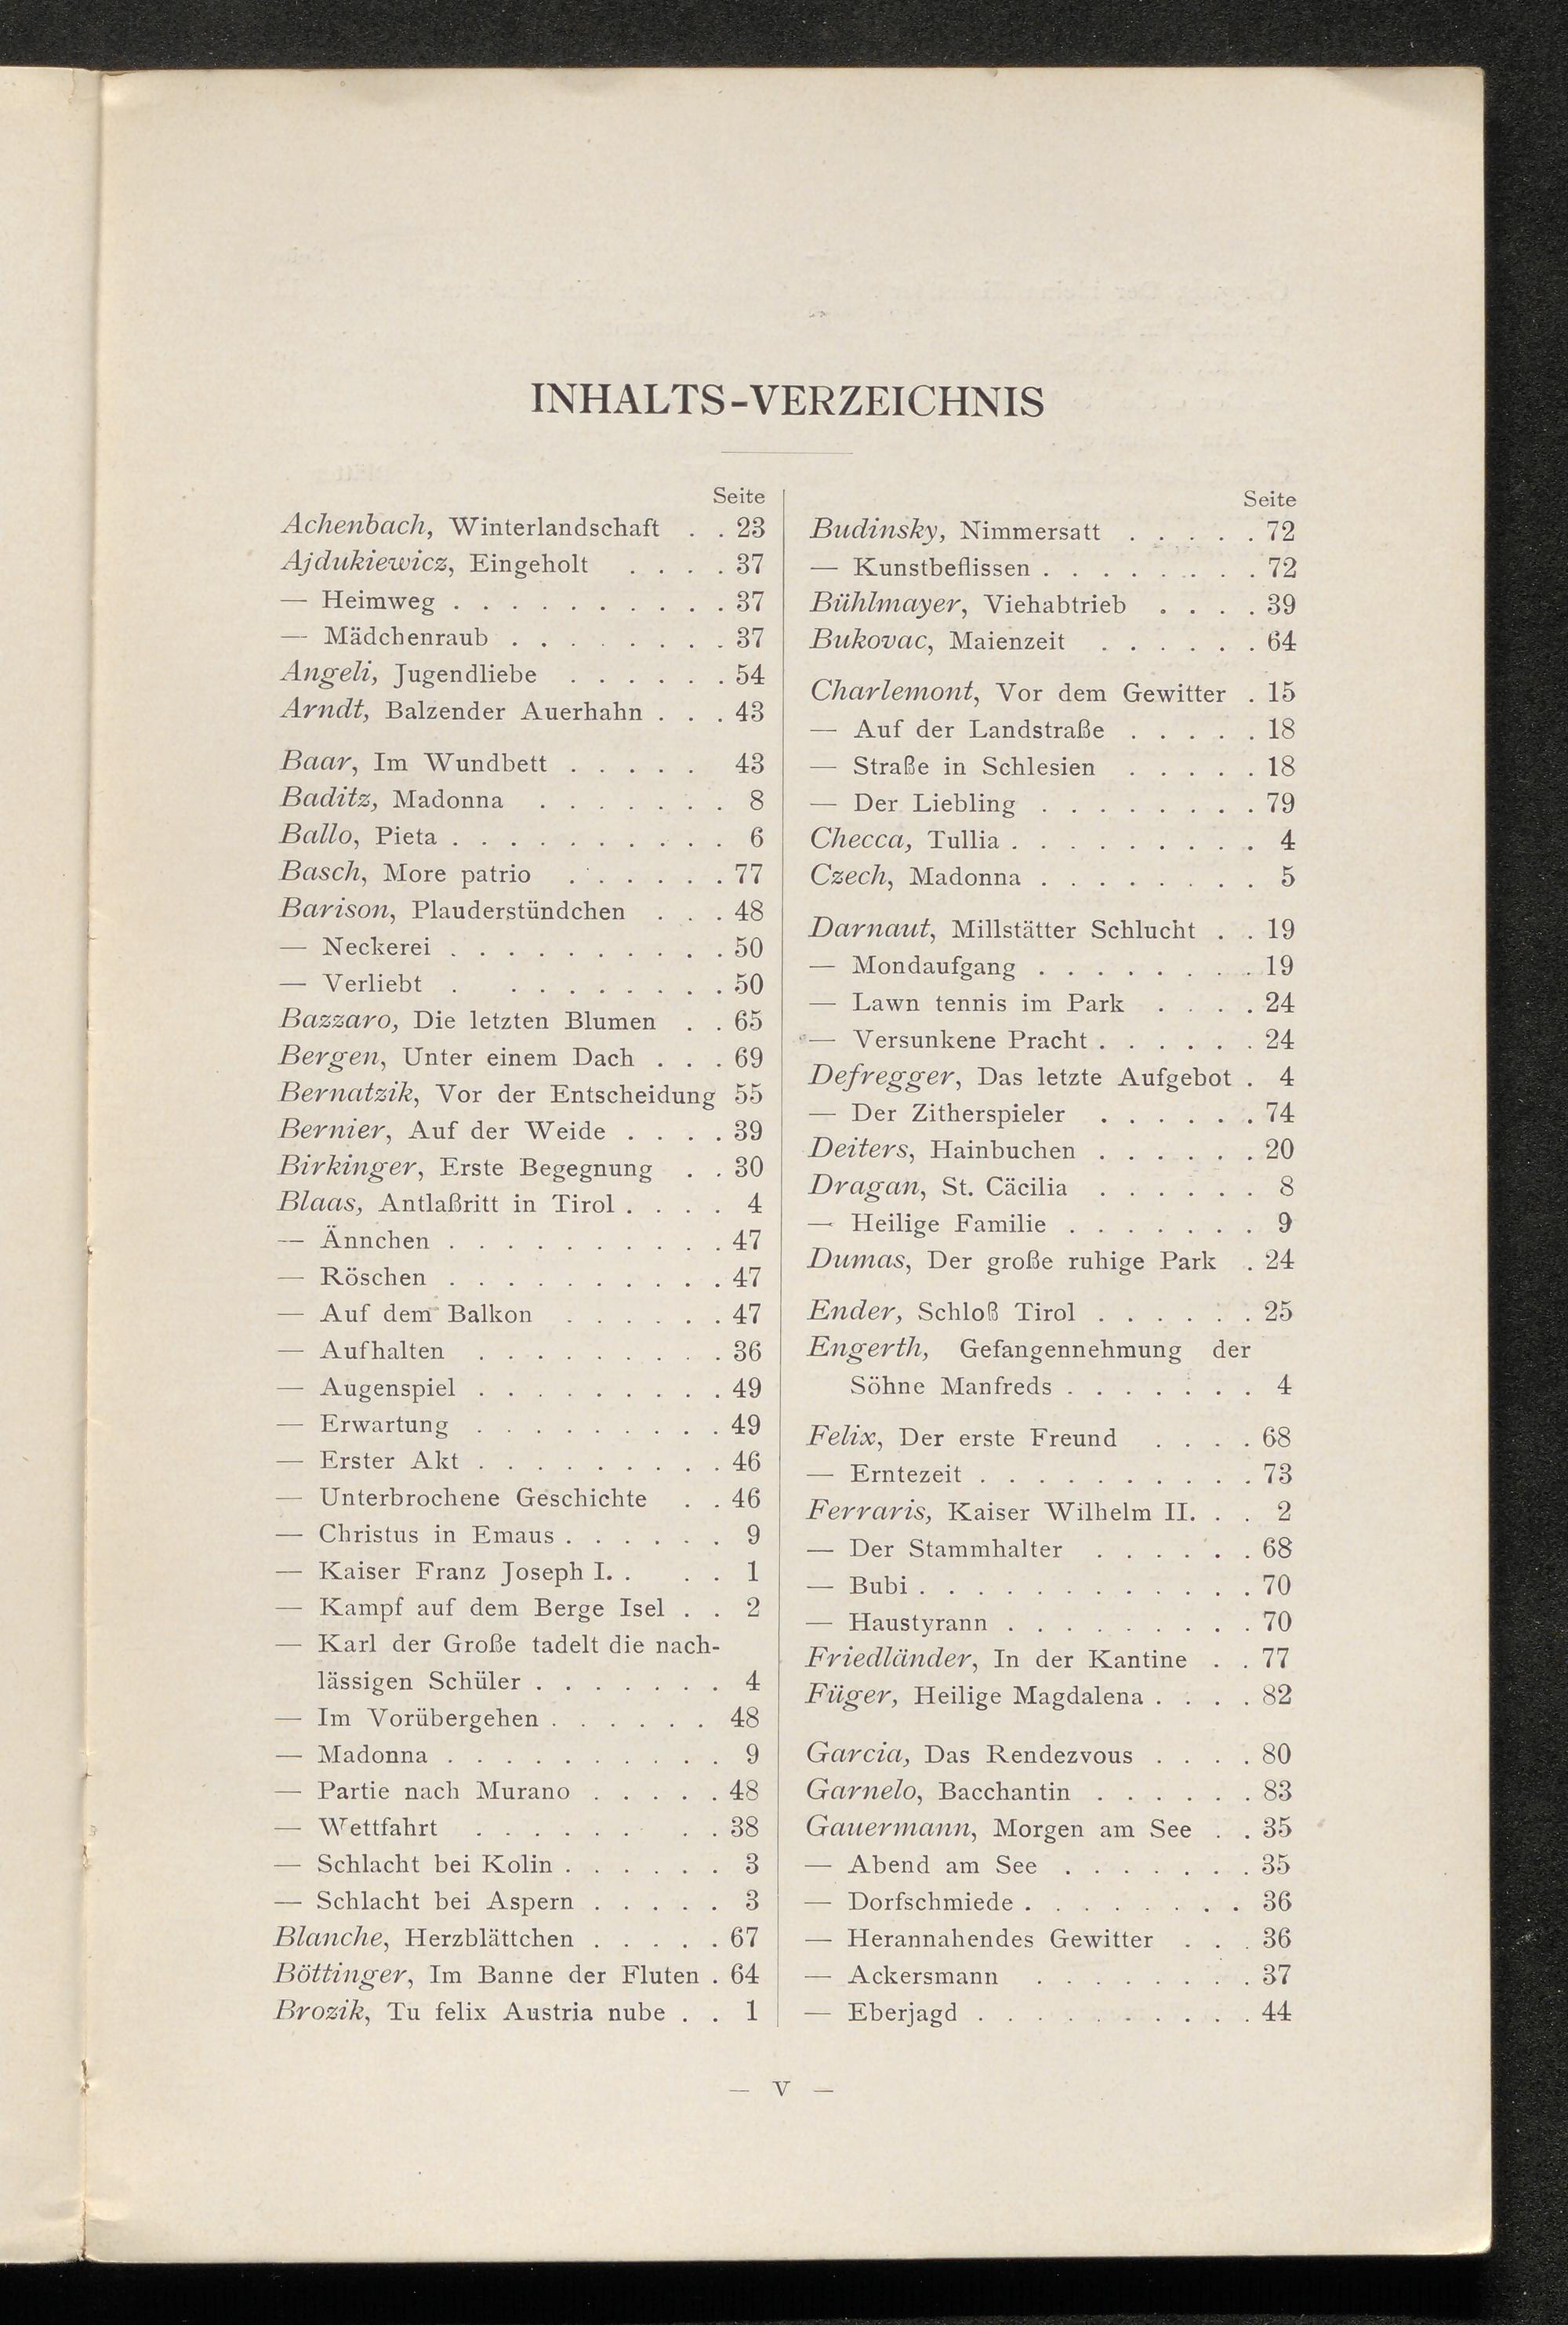 INHALTS-VERZEICHNIS
Seite
Achenbach, Winterlandschaft . . 23
Ajdukiewicz, Eingeholt . . . . 37
— Heimweg . . . . . . . . . . 37
— Mädchenraub . . . . . . . . 37
Angeli, Jugendliebe . . . . . . 54
Arndt, Balzender Auerhahn . . . 43
Baar, Im Wundbett . . . . . 43
Baditz, Madonna . . . . . . . 8
Ballo, Pieta . . . . . . . . . . 6
Basch, More patrio . . . . . . 77
Barison, Plauderstündchen . . . 48
— Neckerei . . . . . . . . . . 50
— Verliebt . . . . . . . . . 50
Bazzaro, Die letzten Blumen . . 65
Bergen, Unter einem Dach . . . 69
Bernatzik, Vor der Entscheidung 55
Bernier, Auf der Weide . . . . 39
Birkinger, Erste Begegnung . . 30
Blaas, Antlaßritt in Tirol . . . . 4
— Ännchen . . . . . . . . . . 47
— Röschen . . . . . . . . . . 47
— Auf dem Balkon . . . . . . 47
— Aufhalten . . . . . . . . . 36
— Augenspiel . . . . . . . . . 49
— Erwartung . . . . . . . . . 49
— Erster Akt . . . . . . . . . 46
— Unterbrochene Geschichte . . 46
— Christus in Emaus . . . . . . 9
— Kaiser Franz Joseph I. . . . 1
— Kampf auf dem Berge Isel . . 2
— Karl der Große tadelt die nach-
lässigen Schüler . . . . . . . 4
— Im Vorübergehen . . . . . . 48
— Madonna . . . . . . . . . . 9
— Partie nach Murano . . . . . 48
— Wettfahrt . . . . . . . . 38
— Schlacht bei Kolin . . . . . . 3
— Schlacht bei Aspern . . . . . 3
Blanche, Herzblättchen . . . . . 67
Böttinger, Im Banne der Fluten . 64
Brozik, Tu felix Austria nube . . 1
Seite
Budinsky, Nimmersatt . . . . . 72
— Kunstbeflissen . . . . . . . . 72
Bühlmayer, Viehabtrieb . . . . 39
Bukovac, Maienzeit . . . . . . 64
Charlemont, Vor dem Gewitter . 15
— Auf der Landstraße . . . . . 18
— Straße in Schlesien . . . . . 18
— Der Liebling . . . . . . . . 79
Checca, Tullia . . . . . . . . . 4
Czech, Madonna . . . . . . . . 5
Darnaut, Millstätter Schlucht . . 19
— Mondaufgang . . . . . . . . 19
— Lawn tennis im Park . . . . 24
— Versunkene Pracht . . . . . . 24
Defregger, Das letzte Aufgebot . 4
— Der Zitherspieler . . . . . . 74
Deiters, Hainbuchen . . . . . . 20
Dragan, St. Cäcilia . . . . . . 8
— Heilige Familie . . . . . . . 9
Dumas, Der große ruhige Park . 24
Ender, Schloß Tirol . . . . . . 25
Engerth, Gefangennehmung der
Söhne Manfreds . . . . . . . 4
Felix, Der erste Freund . . . . 68
— Erntezeit . . . . . . . . . . 73
Ferraris, Kaiser Wilhelm II. . . 2
— Der Stammhalter . . . . . . 68
— Bubi . . . . . . . . . . . . 70
— Haustyrann . . . . . . . . . 70
Friedländer, In der Kantine . . 77
Füger, Heilige Magdalena . . . . 82
Garcia, Das Rendezvous . . . . 80
Garnelo, Bacchantin . . . . . . 83
Gauermann, Morgen am See . . 35
— Abend am See . . . . . . . 35
— Dorfschmiede . . . . . . . . 36
— Herannahendes Gewitter . . . 36
— Ackersmann . . . . . . . . 37
— Eberjagd . . . . . . . . . . 44
— V —